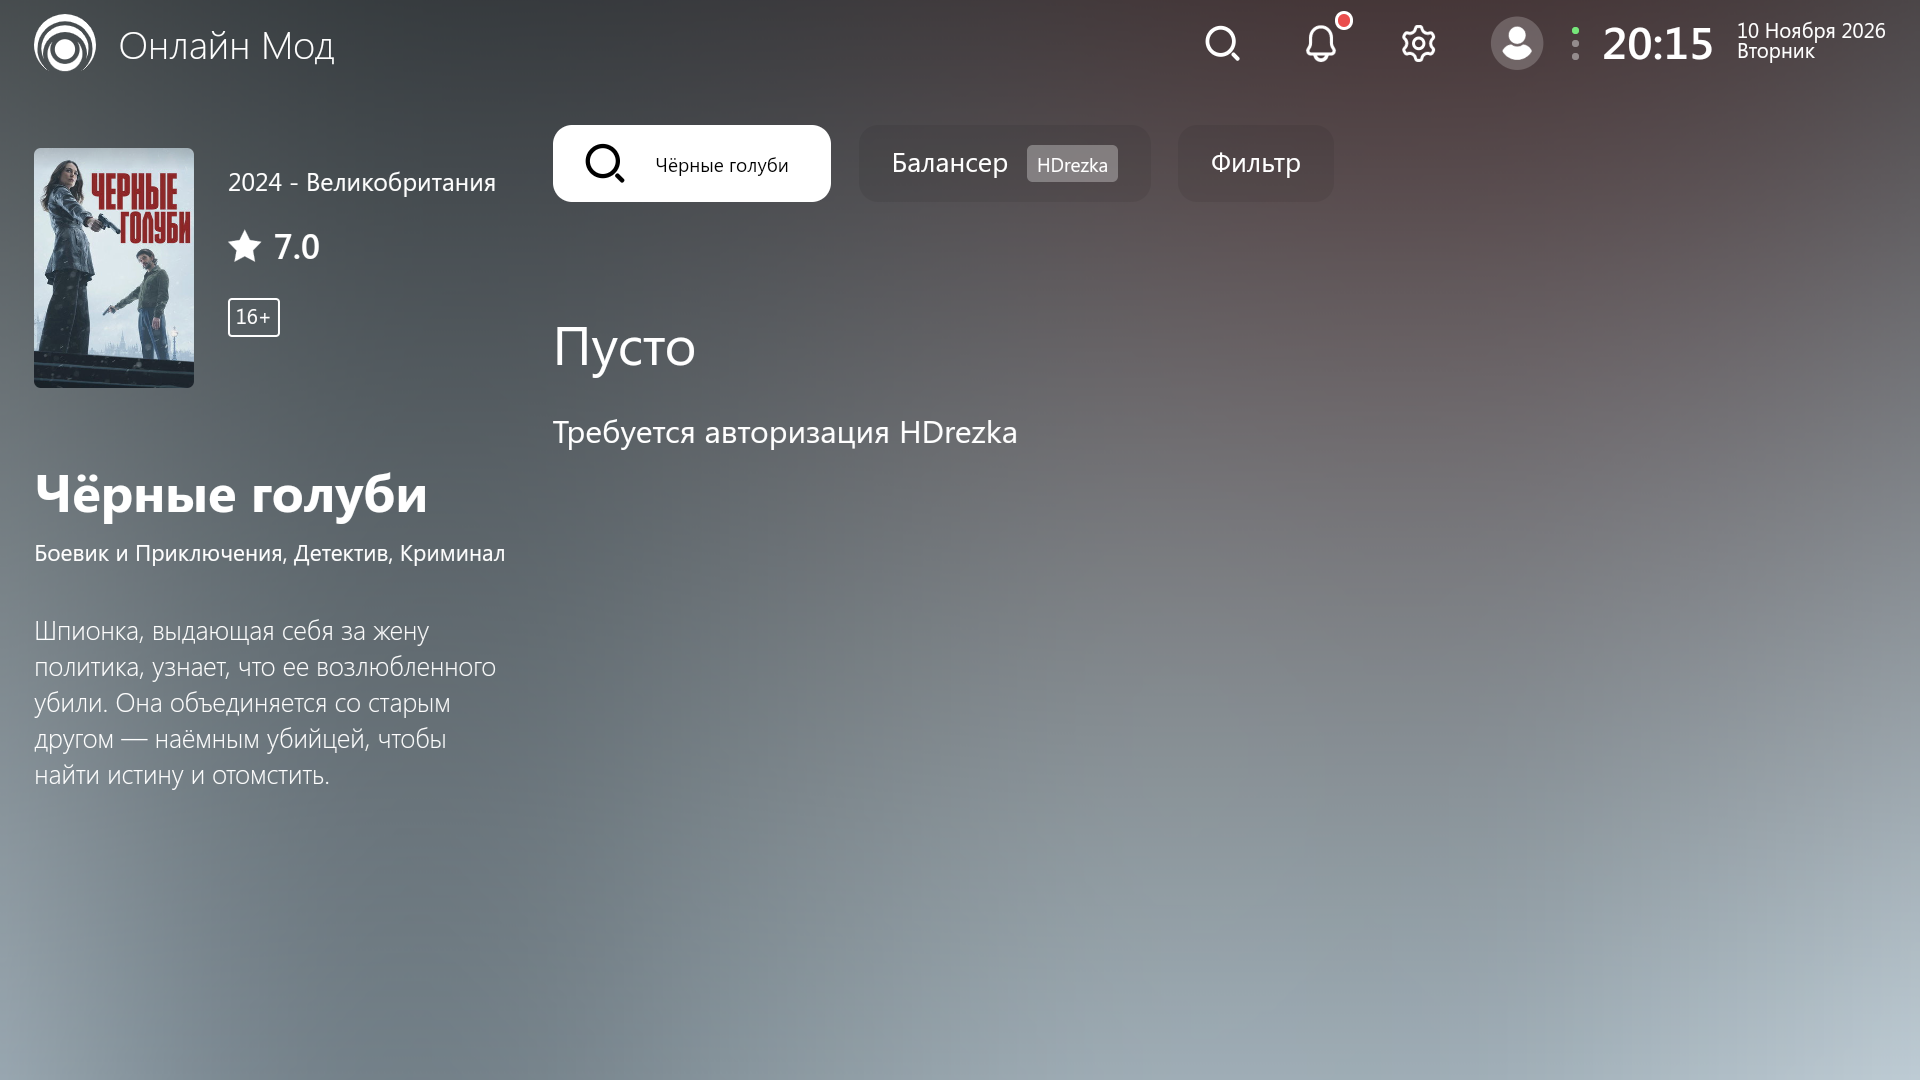 Онлайн Мод
20:15
10 Ноября 2026
Вторник
ЧЕРНЫЕ
ГОЛУБИ
2024 - Великобритания
7.0
16+
Чёрные голуби
Боевик и Приключения, Детектив, Криминал
Шпионка, выдающая себя за жену
политика, узнает, что ее возлюбленного
убили. Она объединяется со старым
другом — наёмным убийцей, чтобы
найти истину и отомстить.
Чёрные голуби
Балансер HDrezka
Фильтр
Пусто
Требуется авторизация HDrezka